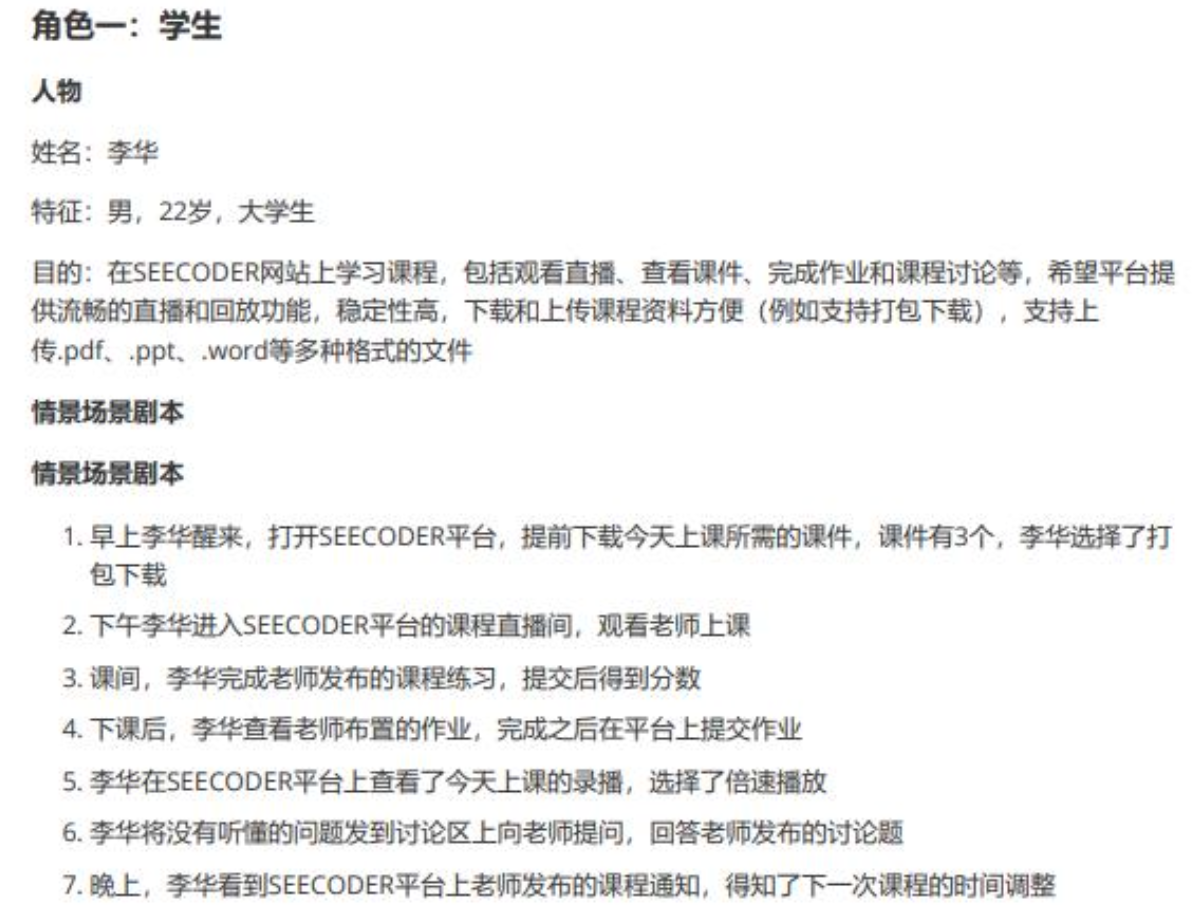 角色一：学生
人物
姓名：李华
特征：男，22岁，大学生
目的：在SEECODER网站上学习课程，包括观看直播、查看课件、完成作业和课程讨论等，希望平台提
供流畅的直播和回放功能，稳定性高，下载和上传课程资料方便（例如支持打包下载），支持上
传.pdf、.ppt、.word等多种格式的文件
情景场景剧本
情景场景剧本
1. 早上李华醒来，打开SEECODER平台，提前下载今天上课所需的课件，课件有3个，李华选择了打
包下载
2. 下午李华进入SEECODER平台的课程直播间，观看老师上课
3. 课间，李华完成老师发布的课程练习，提交后得到分数
4. 下课后，李华查看老师布置的作业，完成之后在平台上提交作业
5. 李华在SEECODER平台上查看了今天上课的录播，选择了倍速播放
6. 李华将没有听懂的问题发到讨论区上向老师提问，回答老师发布的讨论题
7. 晚上，李华看到SEECODER平台上老师发布的课程通知，得知了下一次课程的时间调整